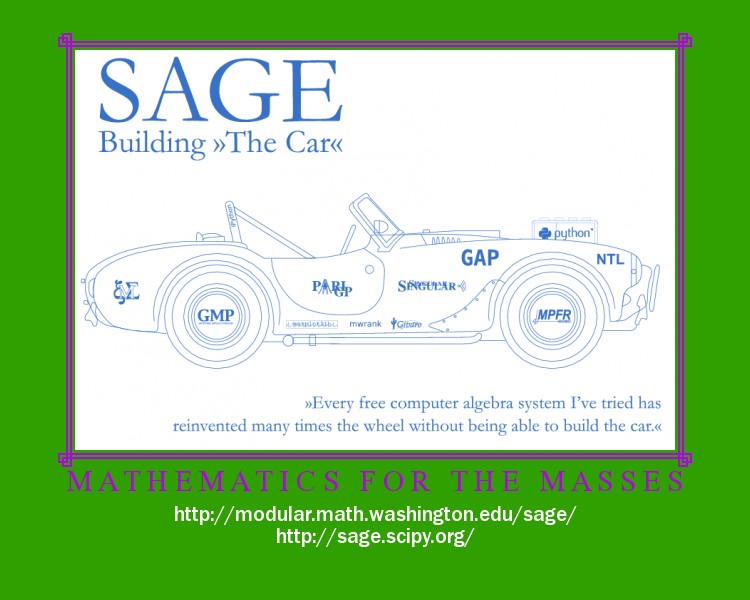 SAGE
Building »The Car«
IPython
python
GAP
NTL
PARI
GP
SINGULAR
GMP
MPFR
matplotlib
mwrank
Givaro
»Every free computer algebra system I've tried has
reinvented many times the wheel without being able to build the car.«
MATHEMATICS FOR THE MASSES
http://modular.math.washington.edu/sage/
http://sage.scipy.org/